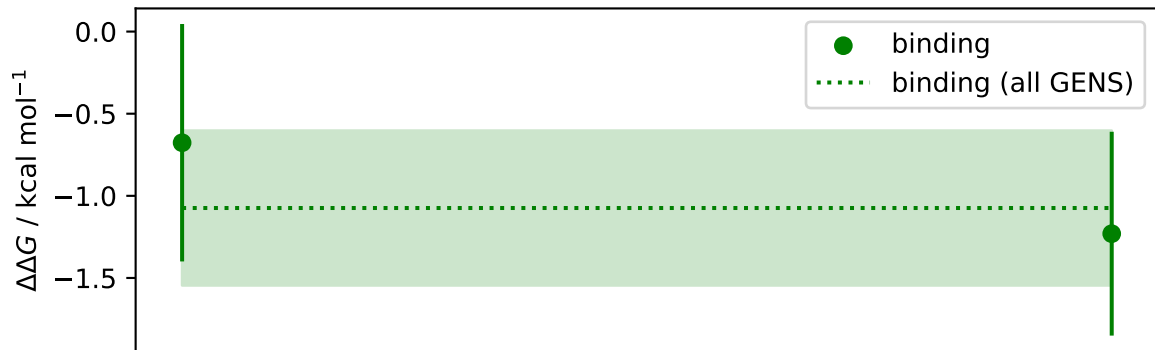 0.0
−0.5
−1.0
−1.5
ΔΔG / kcal mol⁻¹
binding
binding (all GENS)